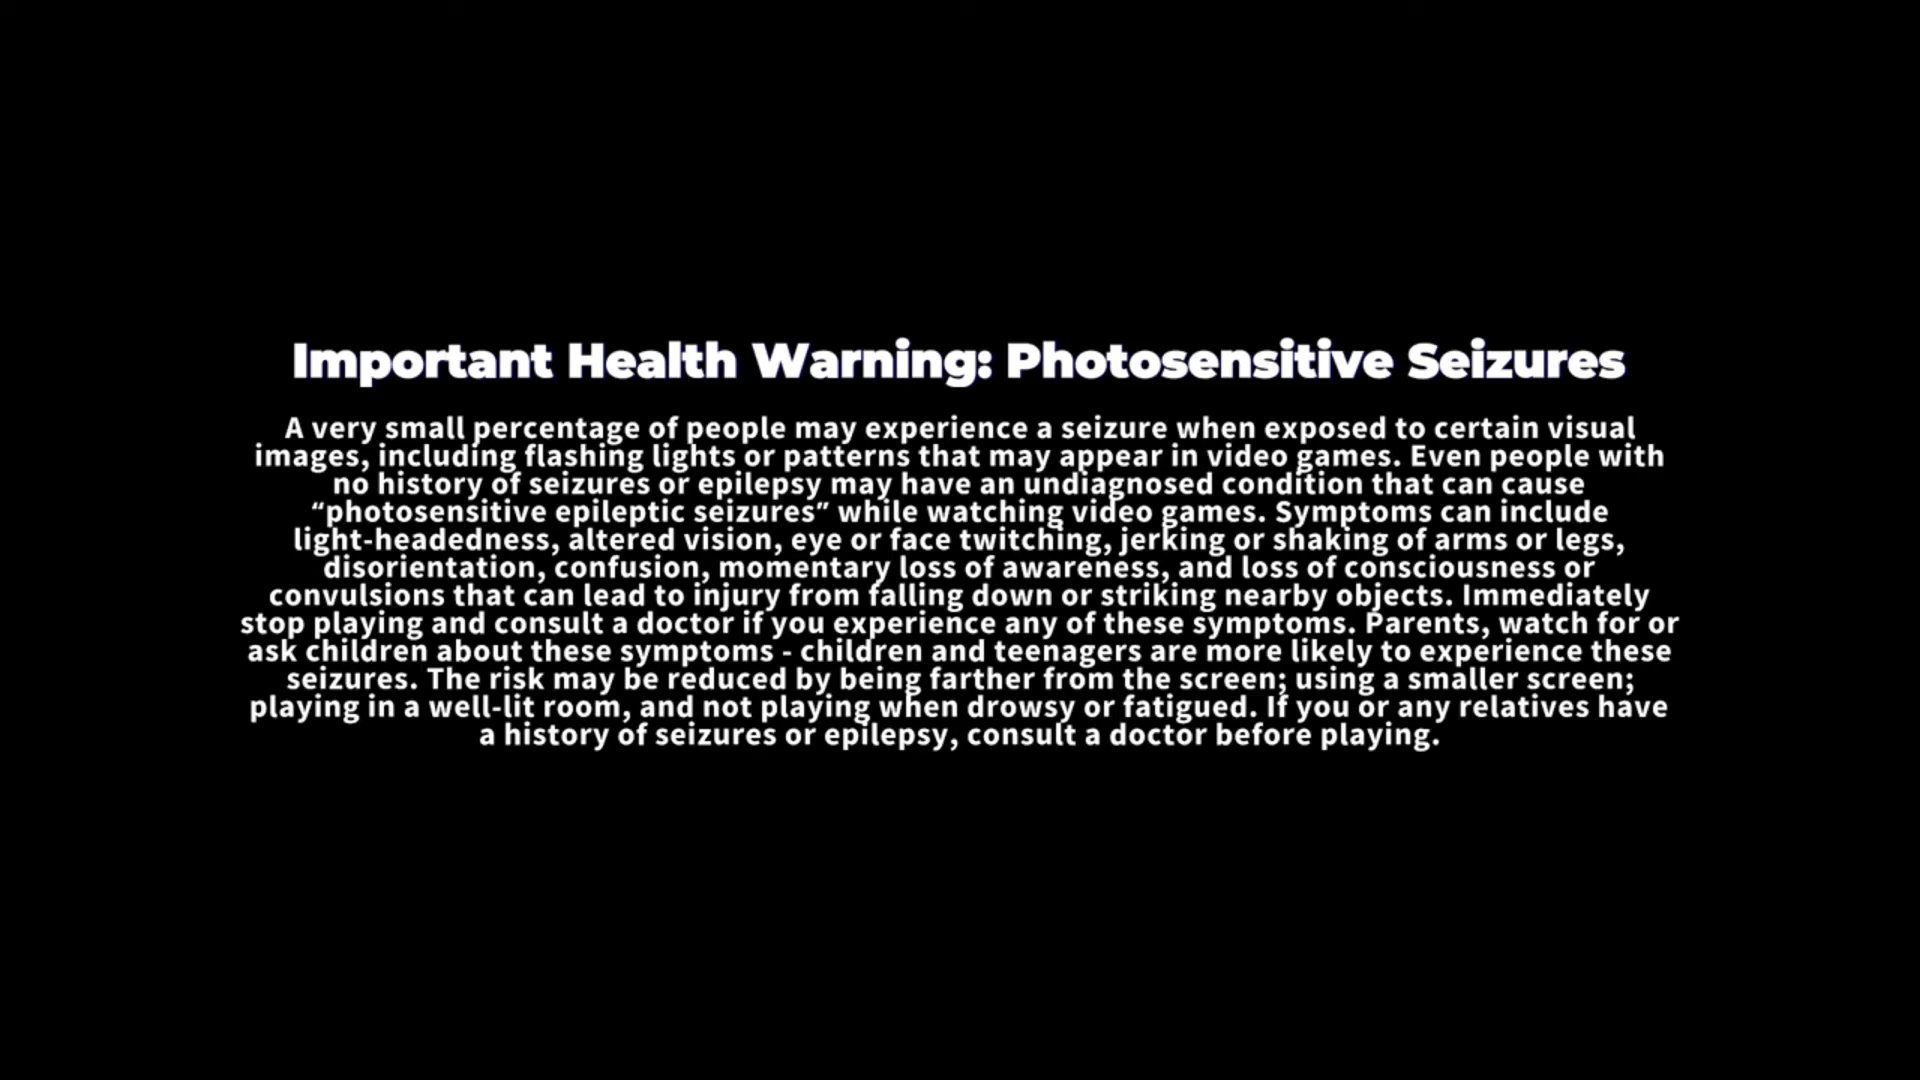 Important Health Warning: Photosensitive Seizures
A very small percentage of people may experience a seizure when exposed to certain visual
images, including flashing lights or patterns that may appear in video games. Even people with
no history of seizures or epilepsy may have an undiagnosed condition that can cause
“photosensitive epileptic seizures” while watching video games. Symptoms can include
light-headedness, altered vision, eye or face twitching, jerking or shaking of arms or legs,
disorientation, confusion, momentary loss of awareness, and loss of consciousness or
convulsions that can lead to injury from falling down or striking nearby objects. Immediately
stop playing and consult a doctor if you experience any of these symptoms. Parents, watch for or
ask children about these symptoms - children and teenagers are more likely to experience these
seizures. The risk may be reduced by being farther from the screen; using a smaller screen;
playing in a well-lit room, and not playing when drowsy or fatigued. If you or any relatives have
a history of seizures or epilepsy, consult a doctor before playing.